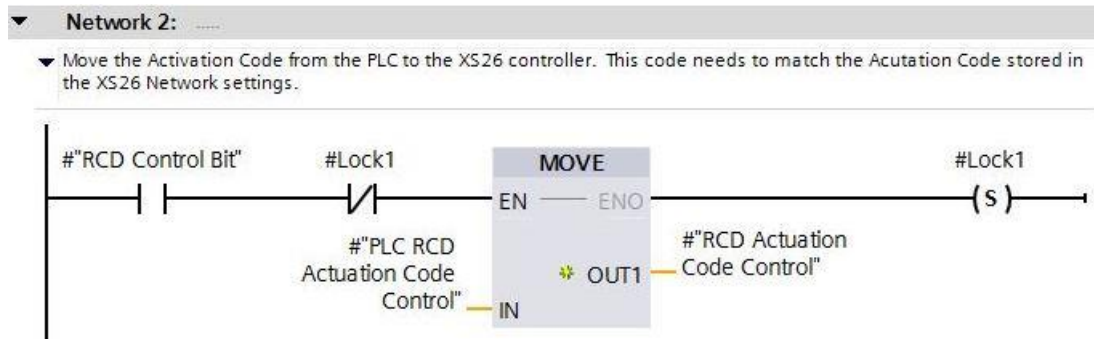 Network 2: .....
Move the Activation Code from the PLC to the XS26 controller. This code needs to match the Acutation Code stored in
the XS26 Network settings.
#"RCD Control Bit"
#Lock1
MOVE
#Lock1
EN
ENO
S
#"PLC RCD
Actuation Code
Control"
IN
OUT1
#"RCD Actuation
Code Control"